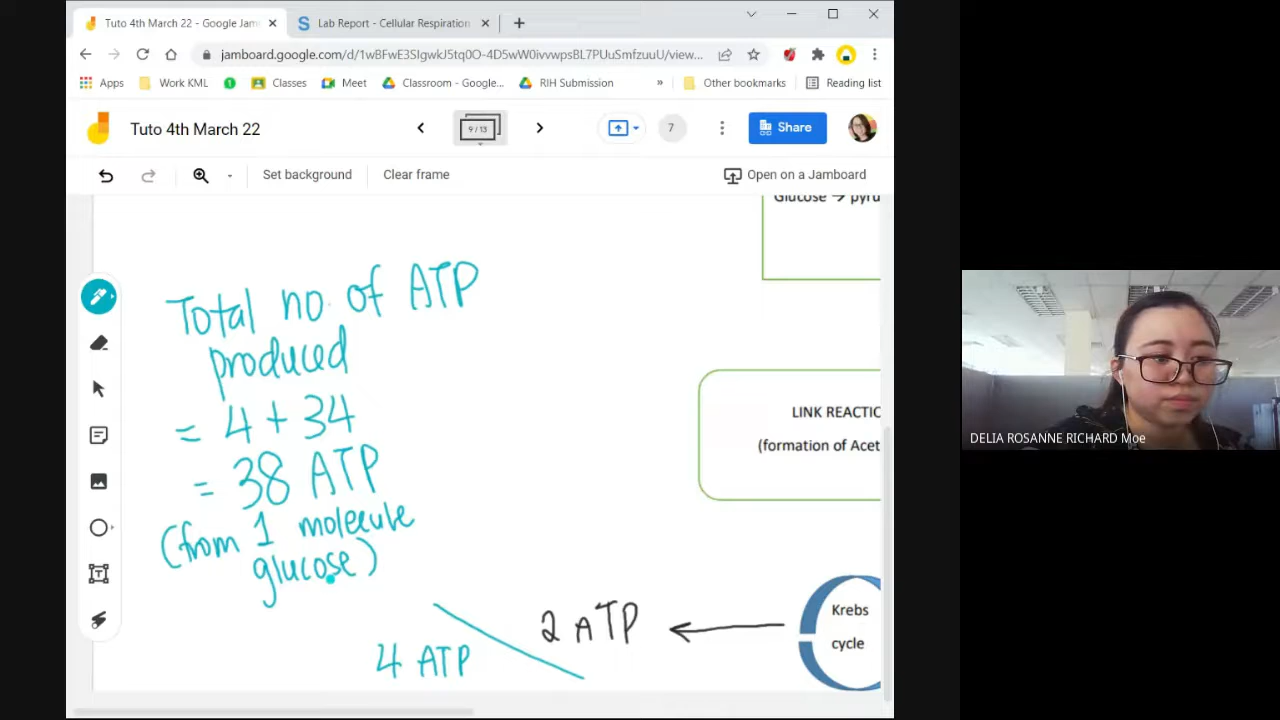 Tuto 4th March 22 - Google Jam
Lab Report - Cellular Respiration
jamboard.google.com/d/1wBFwE3SIgwkJ5tq0O-4D5wW0ivvwpsBL7PUuSmfzuuU/view...
Apps
Work KML
1
Classes
Meet
Classroom - Google...
RIH Submission
»
Other bookmarks
Reading list
Tuto 4th March 22
9 / 13
7
Share
Set background
Clear frame
Open on a Jamboard
Glucose → pyru
Total no. of ATP
produced
= 4 + 34
= 38 ATP
(from 1 molecule
glucose)
LINK REACTIO
(formation of Acet
2 ATP
Krebs
cycle
4 ATP
DELIA ROSANNE RICHARD Moe